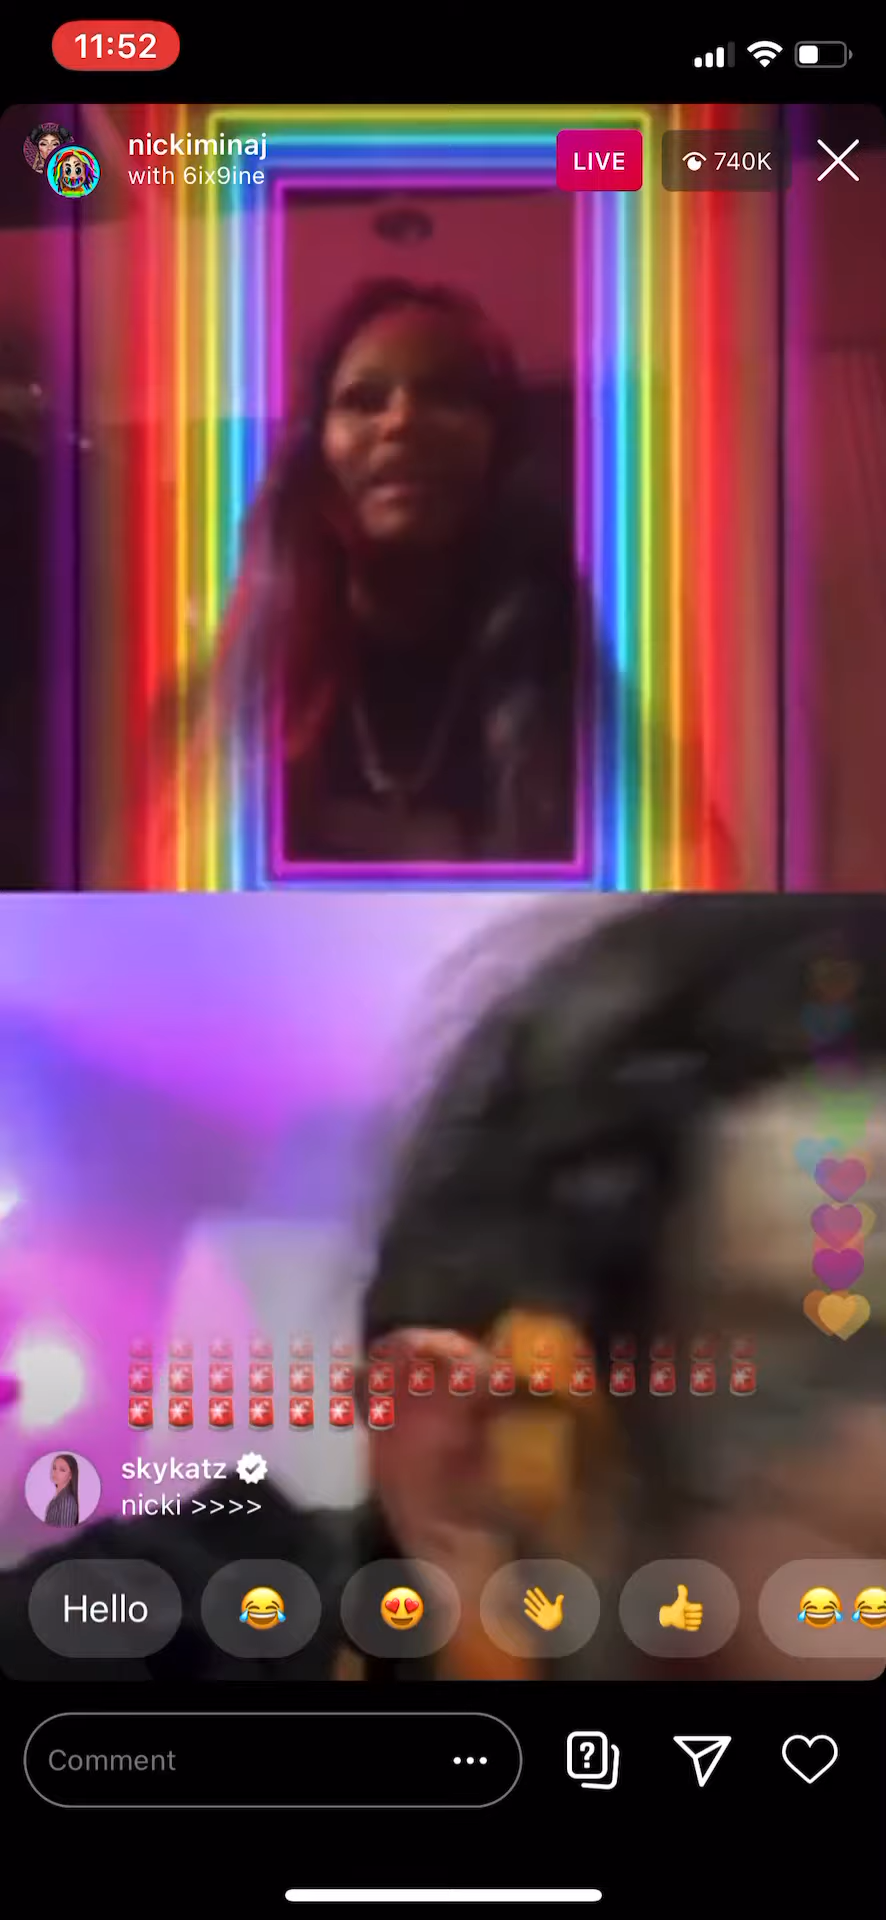 11:52
nickiminaj
with 6ix9ine
LIVE
740K
skykatz
nicki >>>>
Hello
Comment